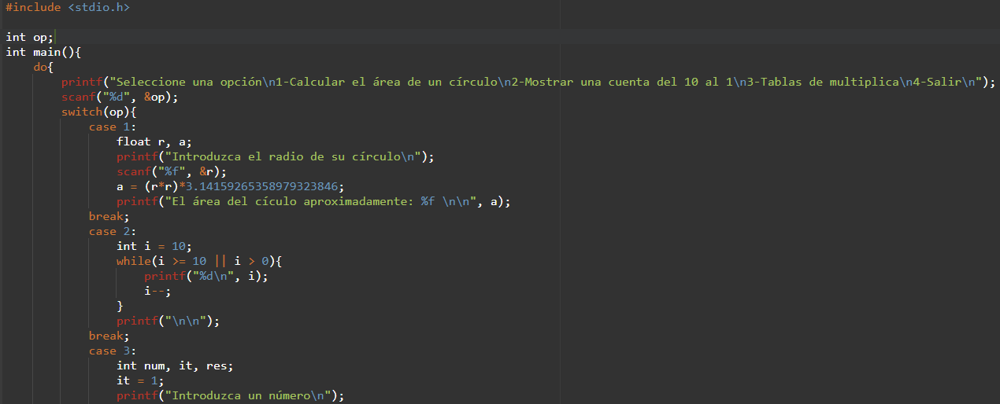 #include <stdio.h>
int op;
int main(){
do{
printf("Seleccione una opción\n1-Calcular el área de un círculo\n2-Mostrar una cuenta del 10 al 1\n3-Tablas de multiplica\n4-Salir\n");
scanf("%d", &op);
switch(op){
case 1:
float r, a;
printf("Introduzca el radio de su círculo\n");
scanf("%f", &r);
a = (r*r)*3.14159265358979323846;
printf("El área del cículo aproximadamente: %f \n\n", a);
break;
case 2:
int i = 10;
while(i >= 10 || i > 0){
printf("%d\n", i);
i--;
}
printf("\n\n");
break;
case 3:
int num, it, res;
it = 1;
printf("Introduzca un número\n");